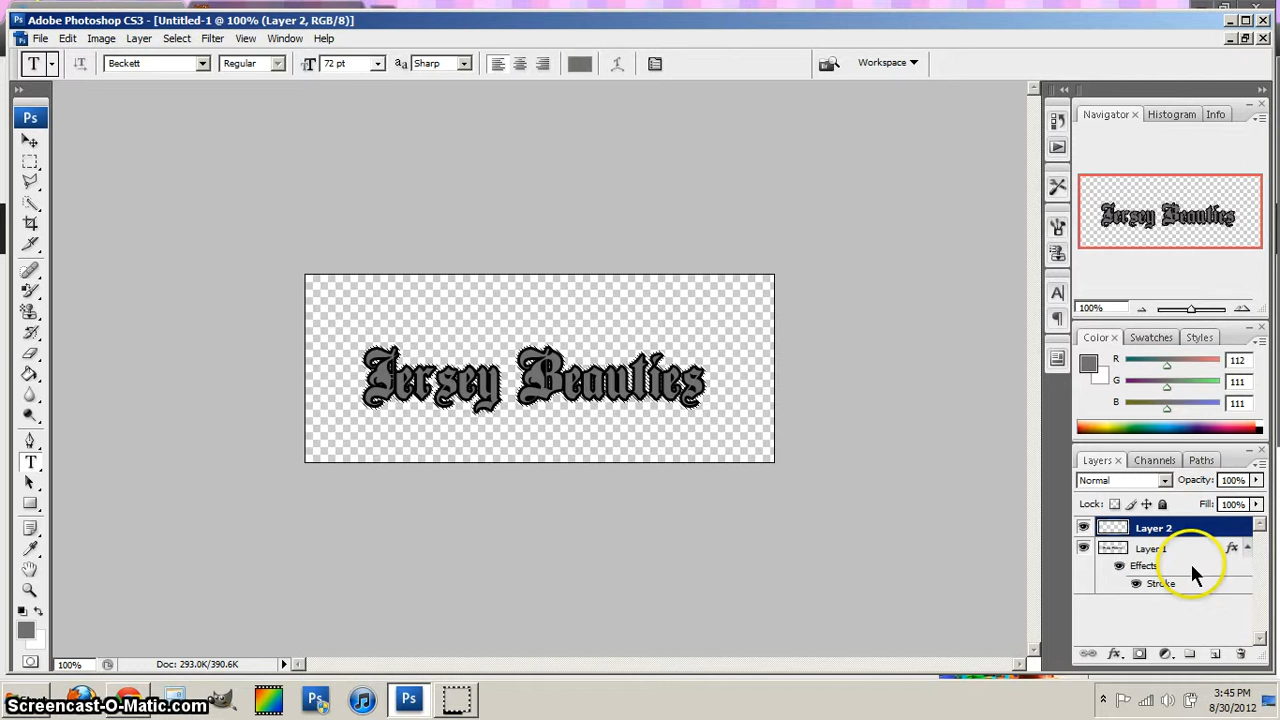 Adobe Photoshop CS3 - [Untitled-1 @ 100% (Layer 2, RGB/8)]
File Edit Image Layer Select Filter View Window Help
Beckett Regular 72 pt Sharp Workspace
Navigator Histogram Info
Jersey Beauties
100%
Color Swatches Styles
R 112
G 111
B 111
Jersey Beauties
Layers Channels Paths
Normal Opacity: 100%
Lock: Fill: 100%
Layer 2
Layer 1
Effects
Stroke
100% Doc: 293.0K/390.6K
Screencast-O-Matic.com
3:45 PM
8/30/2012